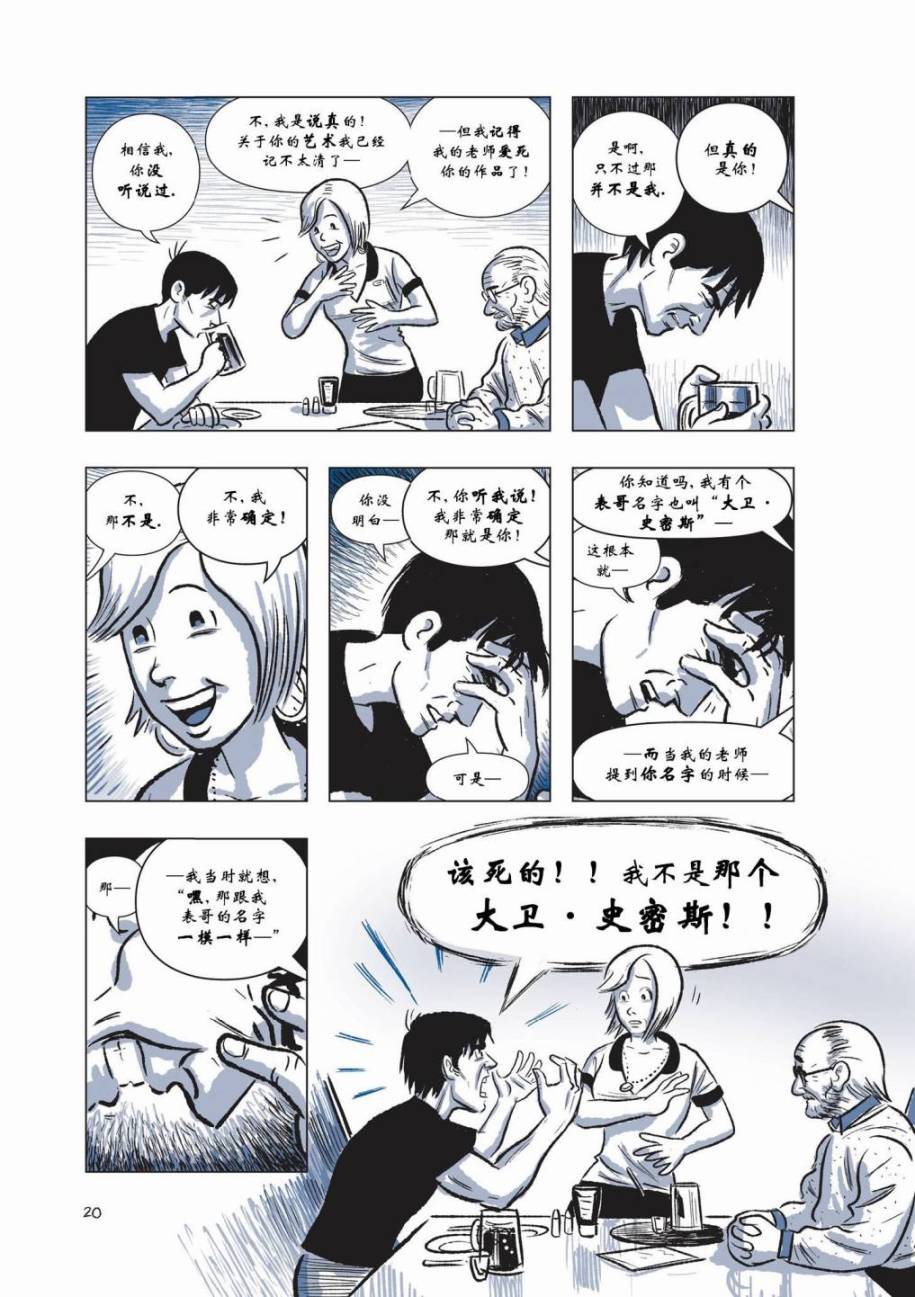 相信我，
你没
听说过.
不，我是说真的！
关于你的艺术我已经
记不太清了—
—但我记得
我的老师爱死
你的作品了！
是啊，
只不过那
并不是我.
但真的
是你！
不，
那不是.
不，我
非常确定！
你没
明白—
不，你听我说！
我非常确定
那就是你！
可是—
你知道吗，我有个
表哥名字也叫“大卫·
史密斯”—
这根本
就—
—而当我的老师
提到你名字的时候—
那—
—我当时就想，
“嘿，那跟我
表哥的名字
一模一样—”
该死的！！我不是那个
大卫·史密斯！！
20